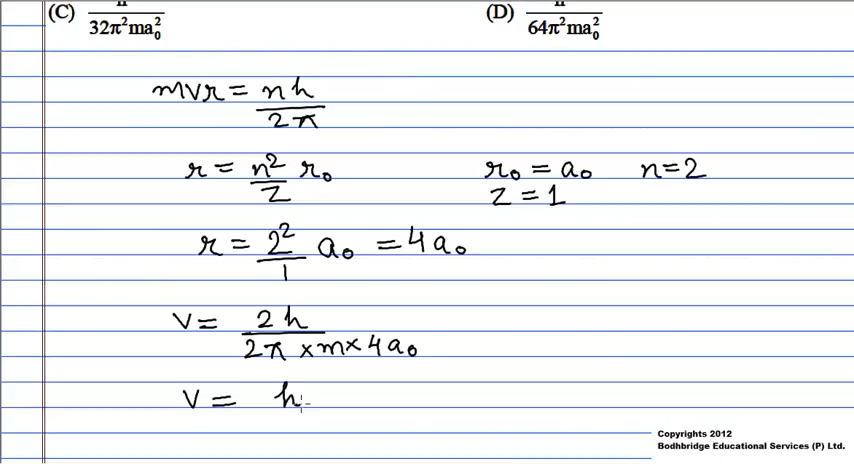 (C) h / 32π²ma₀² (D) h / 64π²ma₀²
mvr = nh / 2π
r = n² / Z r₀ r₀ = a₀ n = 2
Z = 1
r = 2² / 1 a₀ = 4a₀
v = 2h / 2π × m × 4a₀
v = h
Copyrights 2012
Bodhbridge Educational Services (P) Ltd.